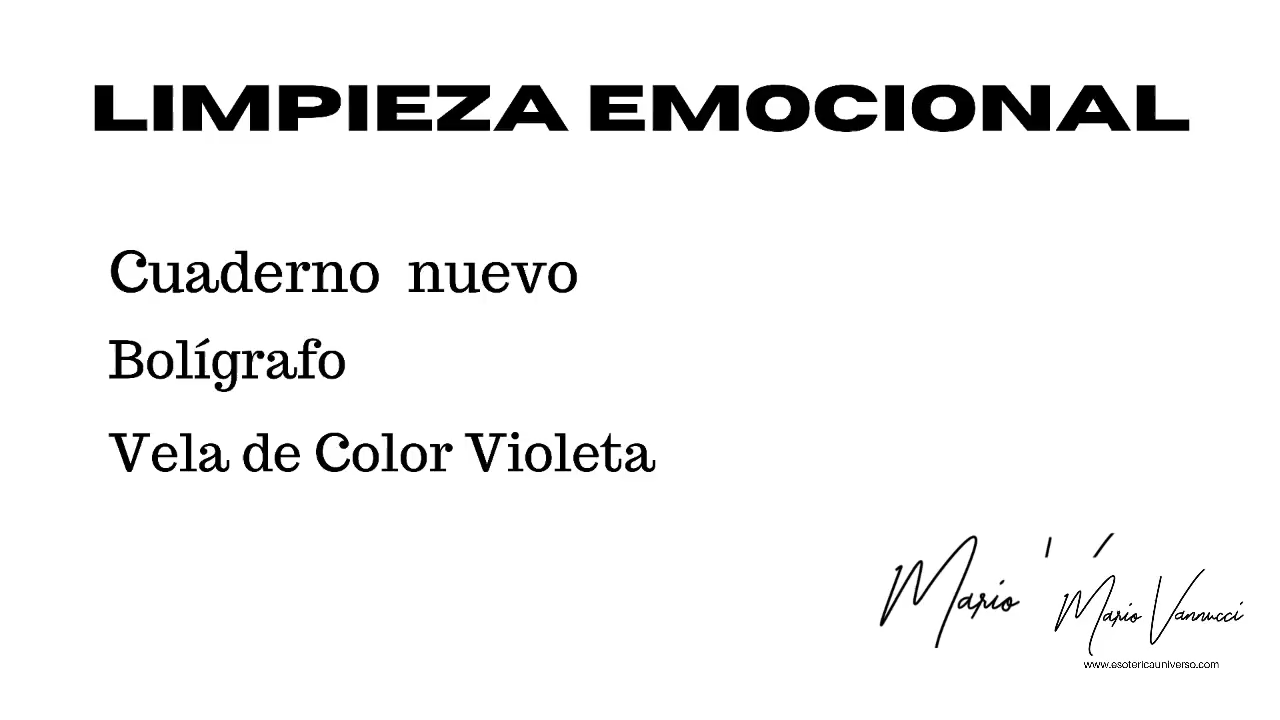 LIMPIEZA EMOCIONAL
Cuaderno nuevo
Bolígrafo
Vela de Color Violeta
Mario
Mario Vannucci
www.esotericauniverso.com